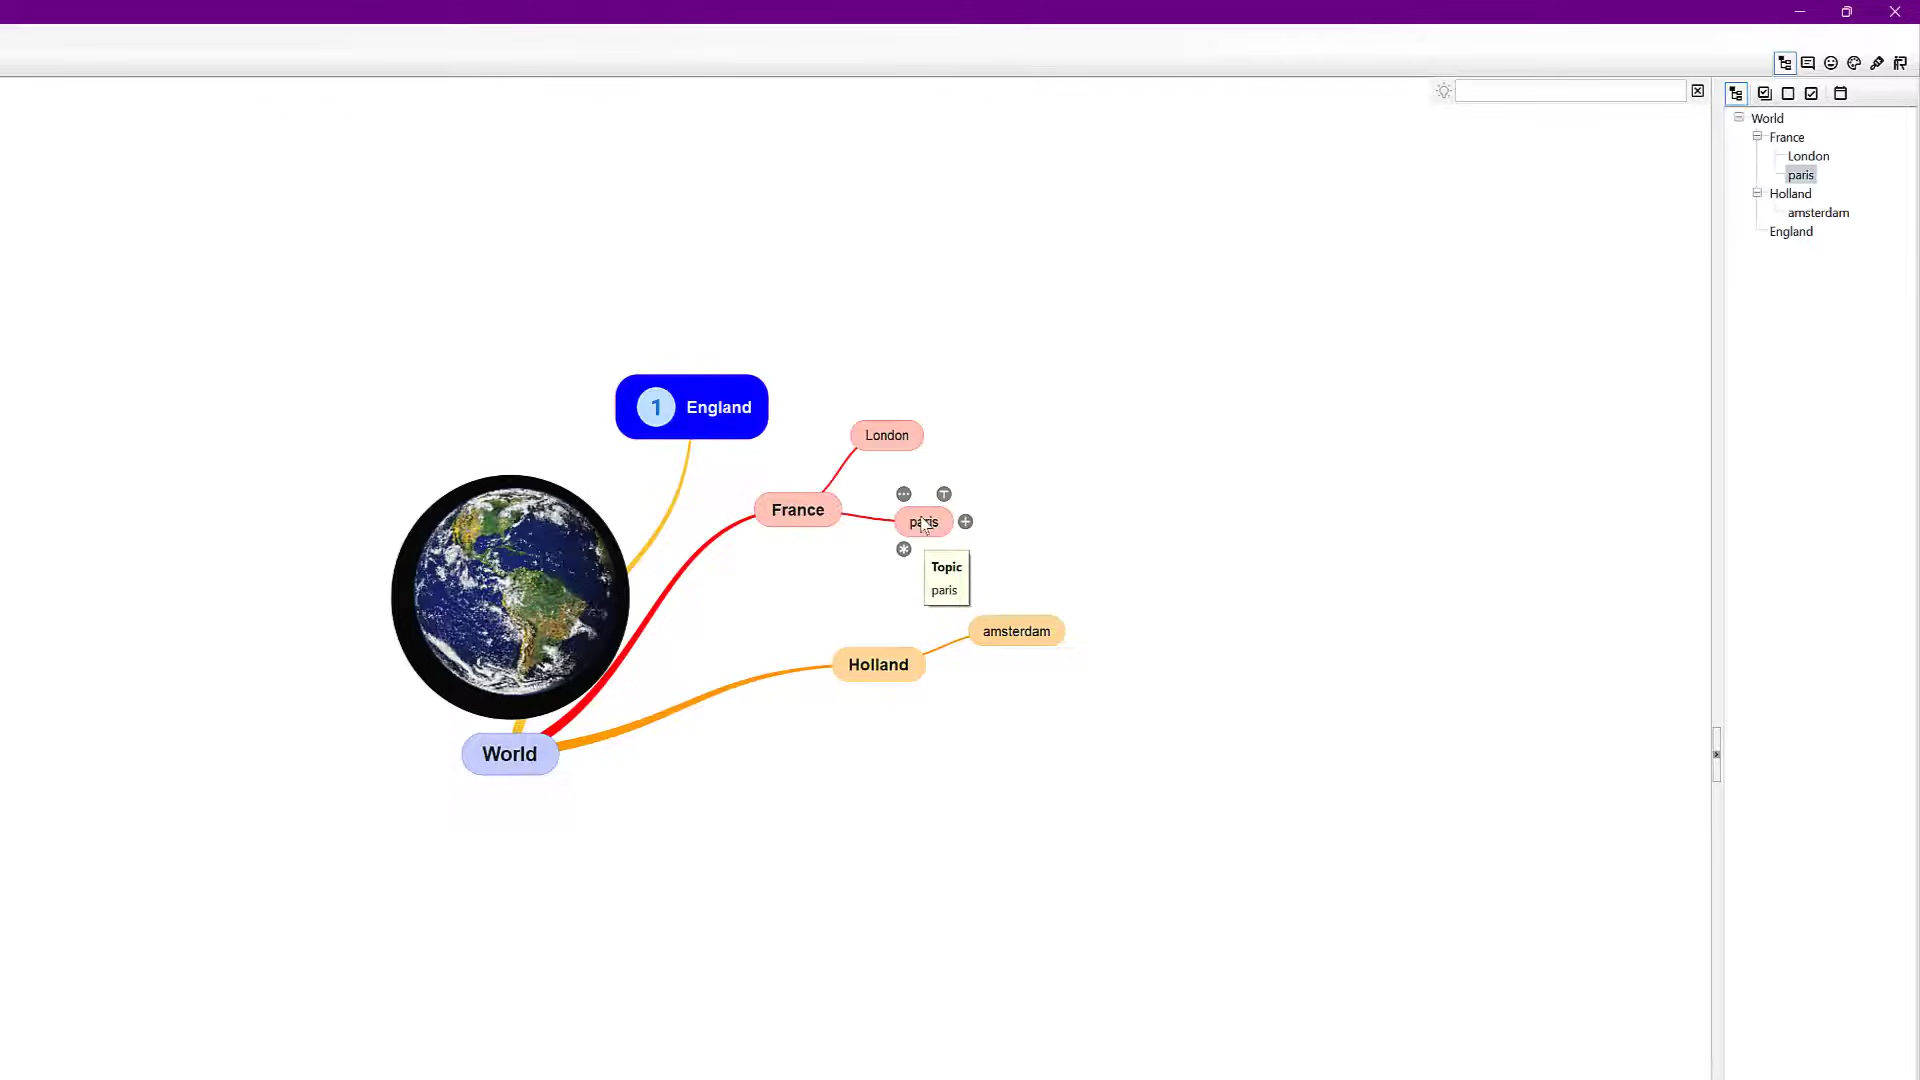 World
France
London
paris
Holland
amsterdam
England
1 England
London
France
paris
Topic
paris
amsterdam
Holland
World